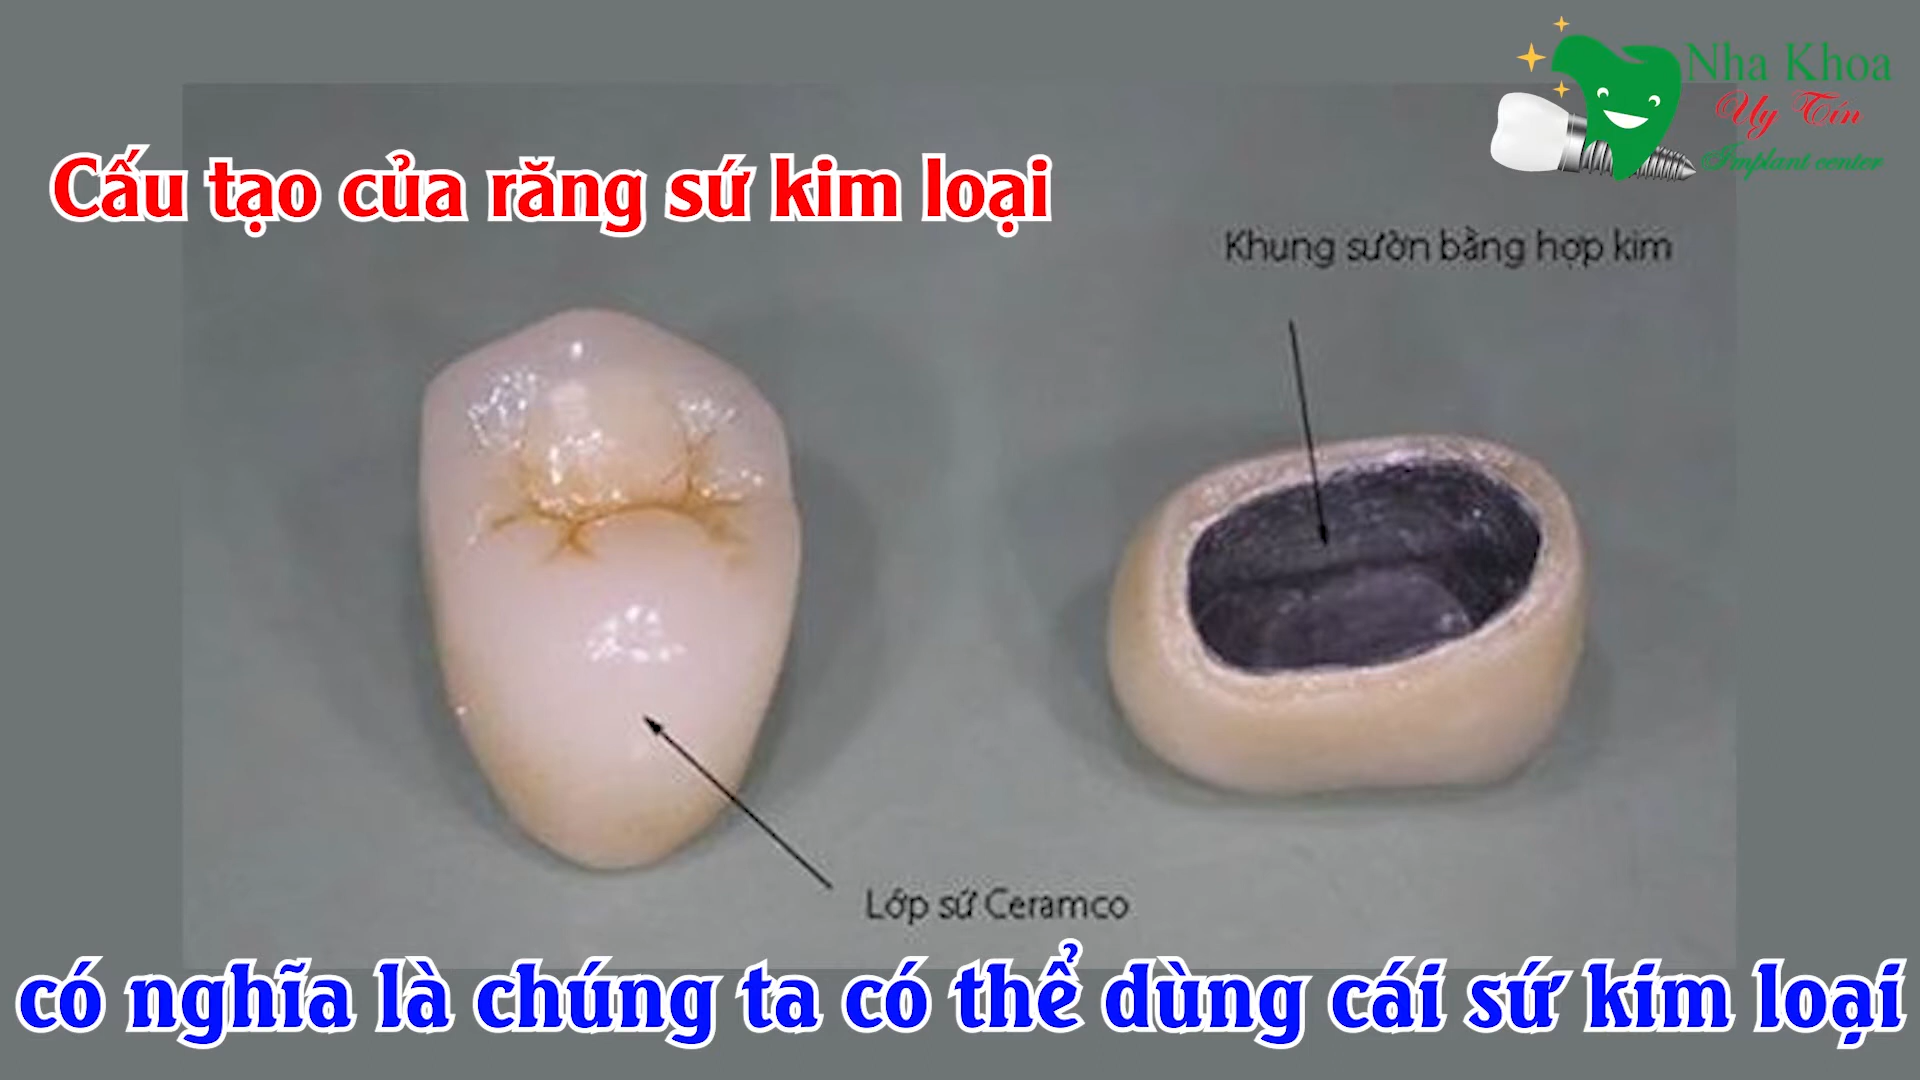 Nha Khoa
Uy Tín
Implant center
Cấu tạo của răng sứ kim loại
Khung sườn bằng hợp kim
Lớp sứ Ceramco
có nghĩa là chúng ta có thể dùng cái sứ kim loại